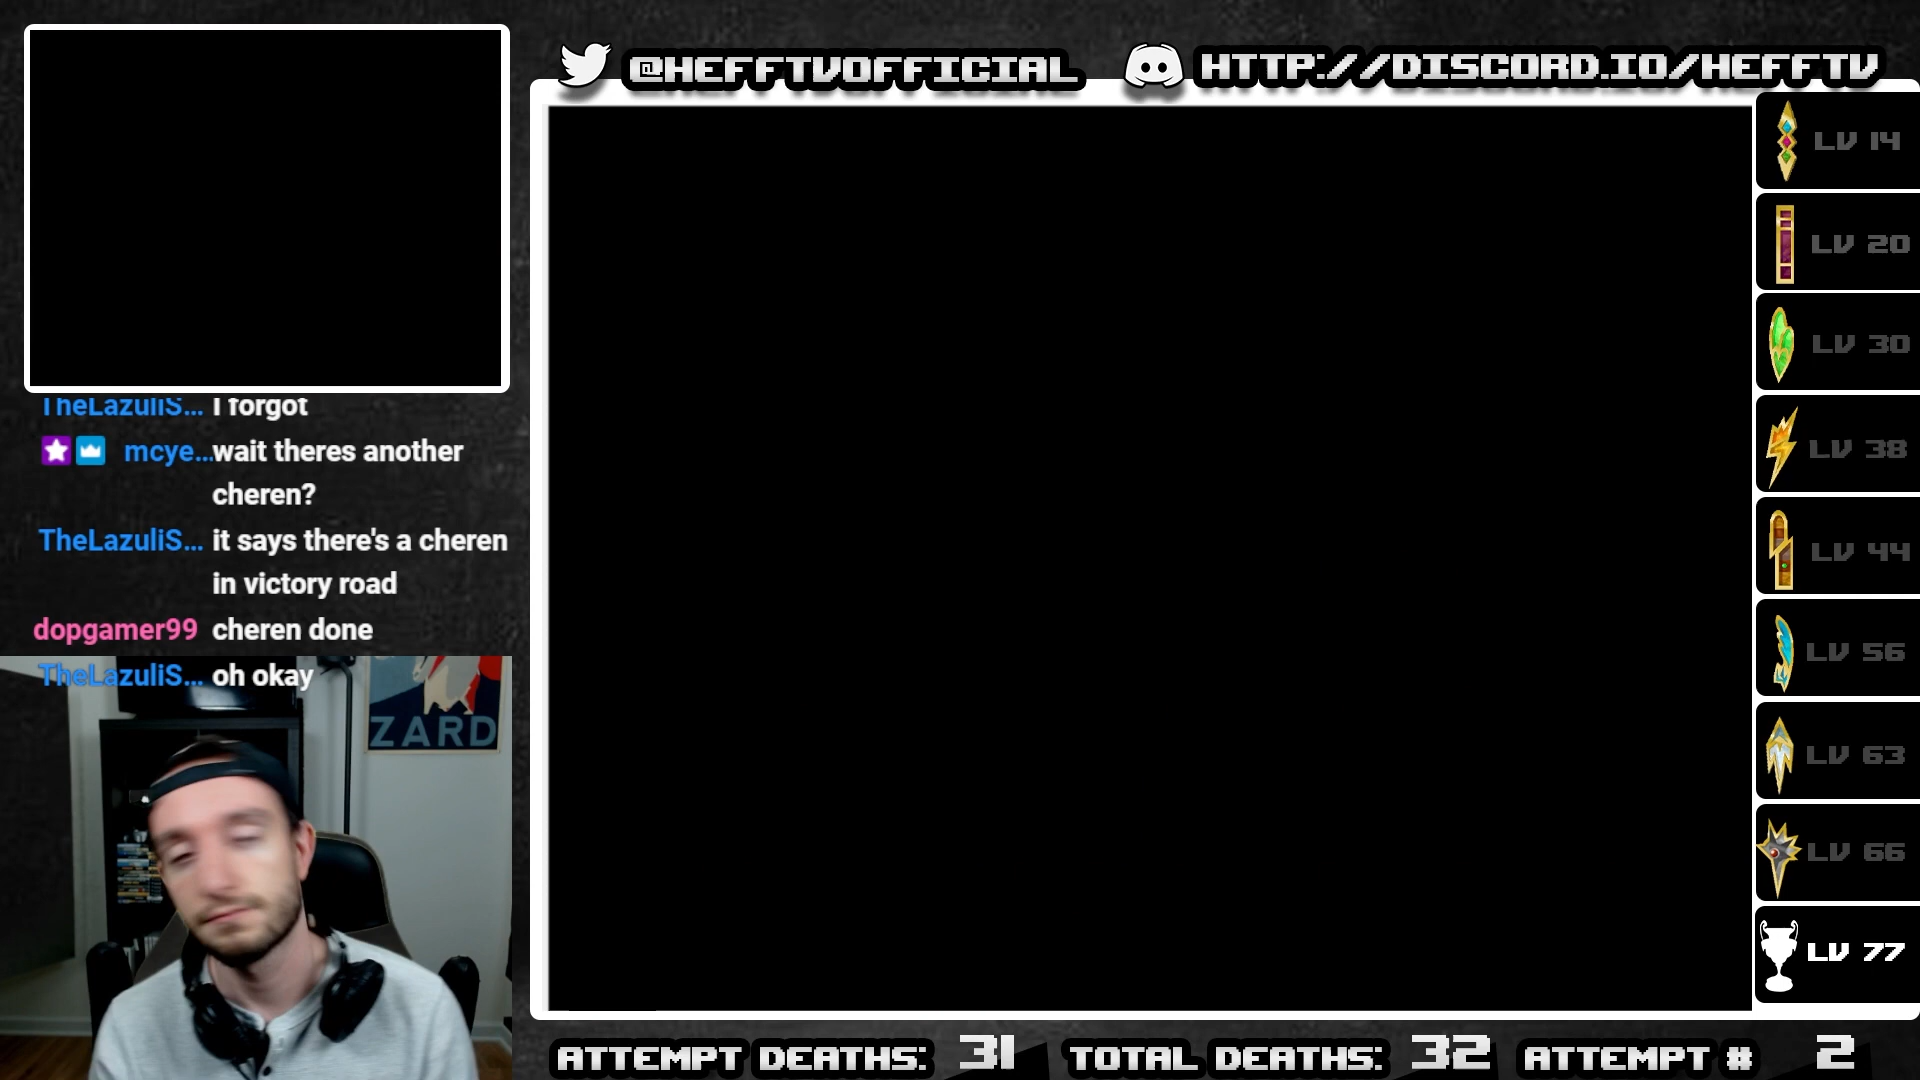 @HEFFTVOFFICIAL
HTTP://DISCORD.IO/HEFFTV
TheLazuliS... I forgot
mcye... wait theres another
cheren?
TheLazuliS... it says there's a cheren
in victory road
dopgamer99 cheren done
TheLazuliS... oh okay
ZARD
LV 14
LV 20
LV 30
LV 38
LV 44
LV 56
LV 63
LV 66
LV 77
ATTEMPT DEATHS: 31
TOTAL DEATHS: 32
ATTEMPT # 2